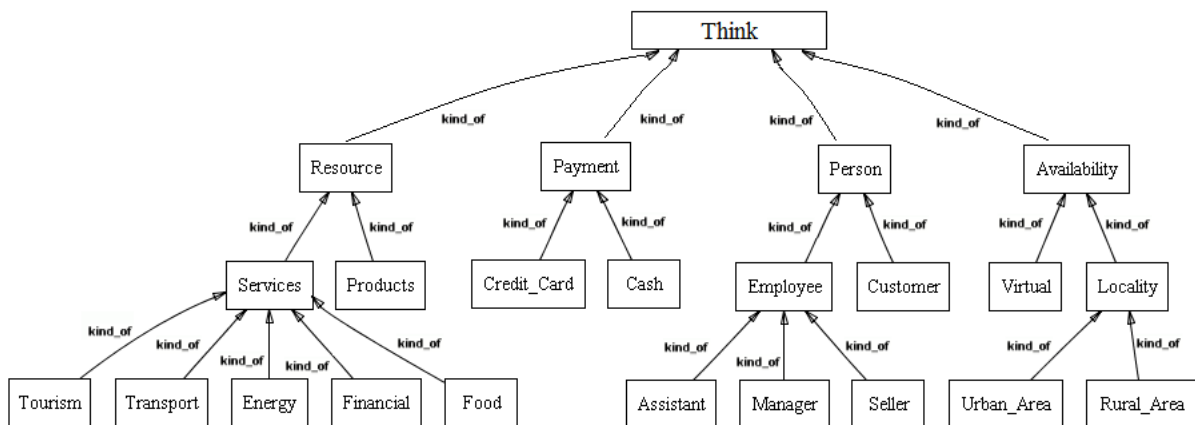 Think
kind_of kind_of kind_of kind_of
Resource Payment Person Availability
kind_of kind_of kind_of kind_of kind_of kind_of kind_of kind_of
Services Products Credit_Card Cash Employee Customer Virtual Locality
kind_of kind_of kind_of kind_of kind_of kind_of kind_of kind_of kind_of kind_of
Tourism Transport Energy Financial Food Assistant Manager Seller Urban_Area Rural_Area